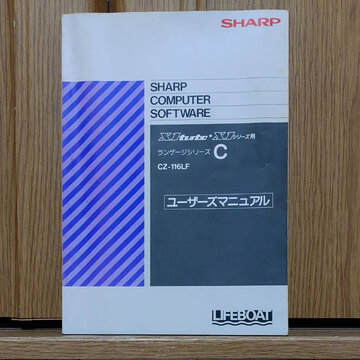 SHARP
SHARP
COMPUTER
SOFTWARE
X1turbo・X1シリーズ用
ランゲージシリーズ C
CZ-116LF
ユーザーズマニュアル
LIFEBOAT